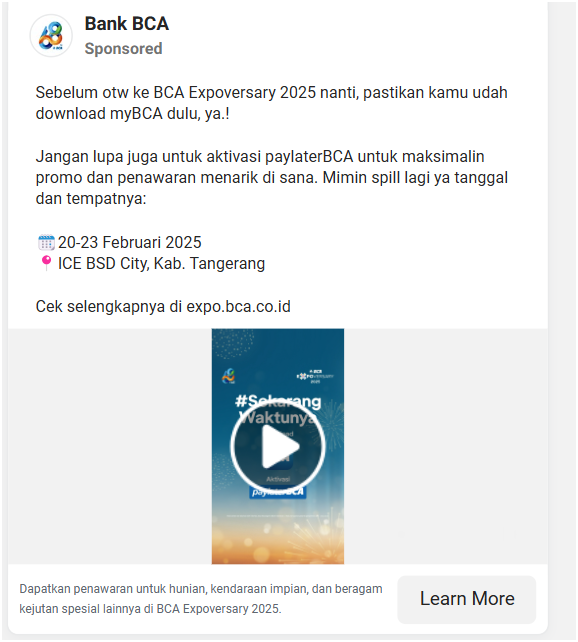 Bank BCA
Sponsored
Sebelum otw ke BCA Expoversary 2025 nanti, pastikan kamu udah
download myBCA dulu, ya.!
Jangan lupa juga untuk aktivasi paylaterBCA untuk maksimalin
promo dan penawaran menarik di sana. Mimin spill lagi ya tanggal
dan tempatnya:
🗓️ 20-23 Februari 2025
📍 ICE BSD City, Kab. Tangerang
Cek selengkapnya di expo.bca.co.id
BCA
EXPOVERSARY
2025
#Sekarang
Waktunya
Aktivasi
paylaterBCA
Dapatkan penawaran untuk hunian, kendaraan impian, dan beragam
kejutan spesial lainnya di BCA Expoversary 2025.
Learn More